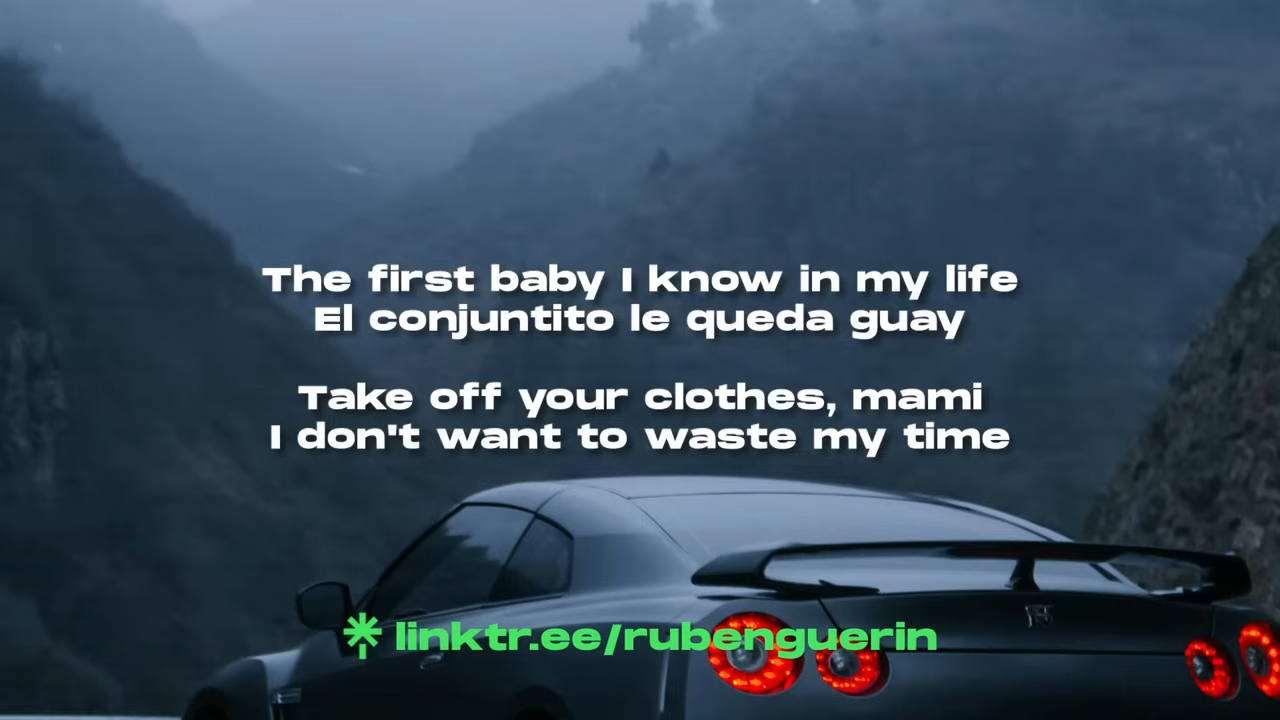 The first baby I know in my life
El conjuntito le queda guay
Take off your clothes, mami
I don't want to waste my time
linktr.ee/rubenguerin